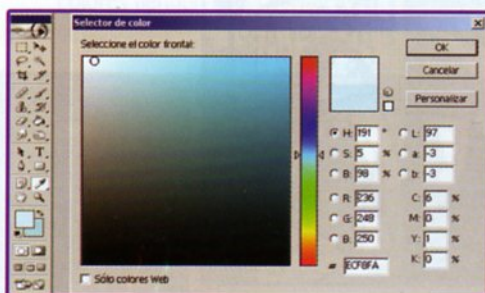 Selector de color
Seleccione el color frontal:
OK
Cancelar
Personalizar
H: 191 °
S: 5 %
B: 98 %
R: 236
G: 248
B: 250
L: 97
a: -3
b: -3
C: 6 %
M: 0 %
Y: 1 %
K: 0 %
# ECF8FA
Sólo colores Web